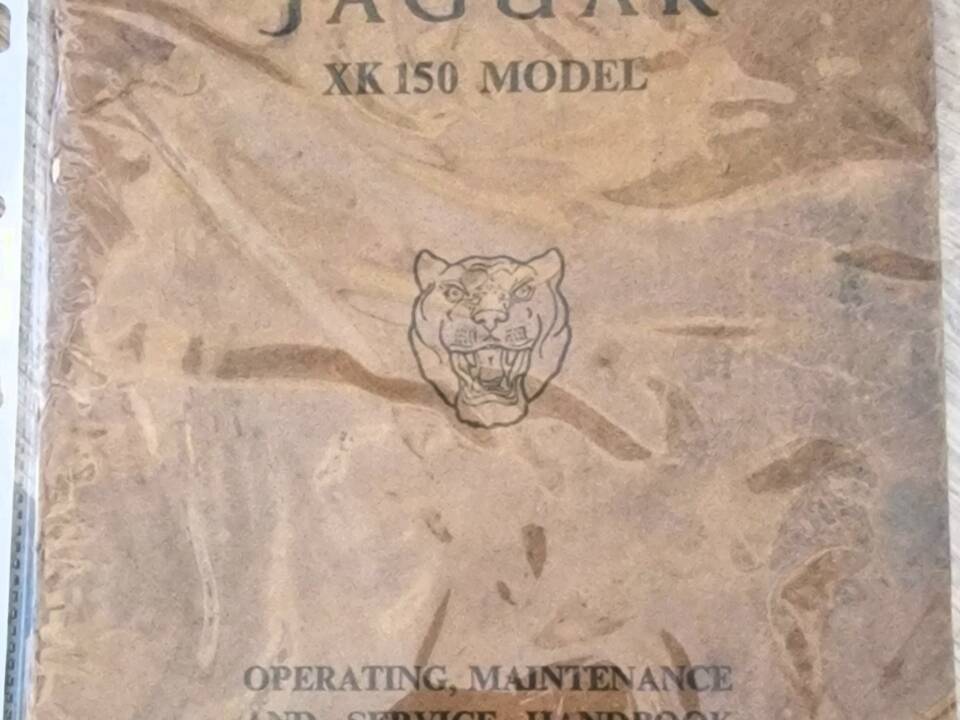 JAGUAR
XK 150 MODEL
OPERATING, MAINTENANCE
AND SERVICE HANDBOOK